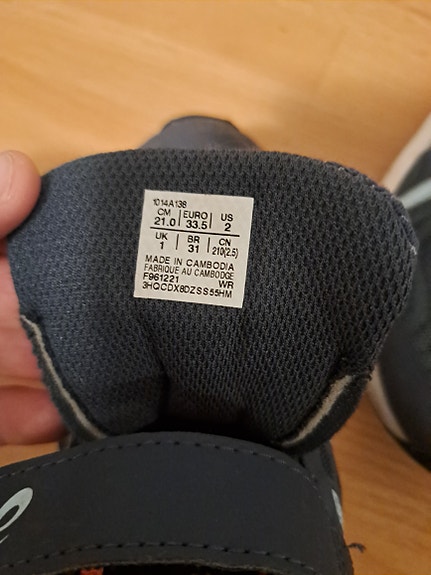 1014A138
CM EURO US
21.0 33.5 2
UK BR CN
1 31 210(2.5)
MADE IN CAMBODIA
FABRIQUE AU CAMBODGE
F961221 WR
3HQCDX8DZSS55HM